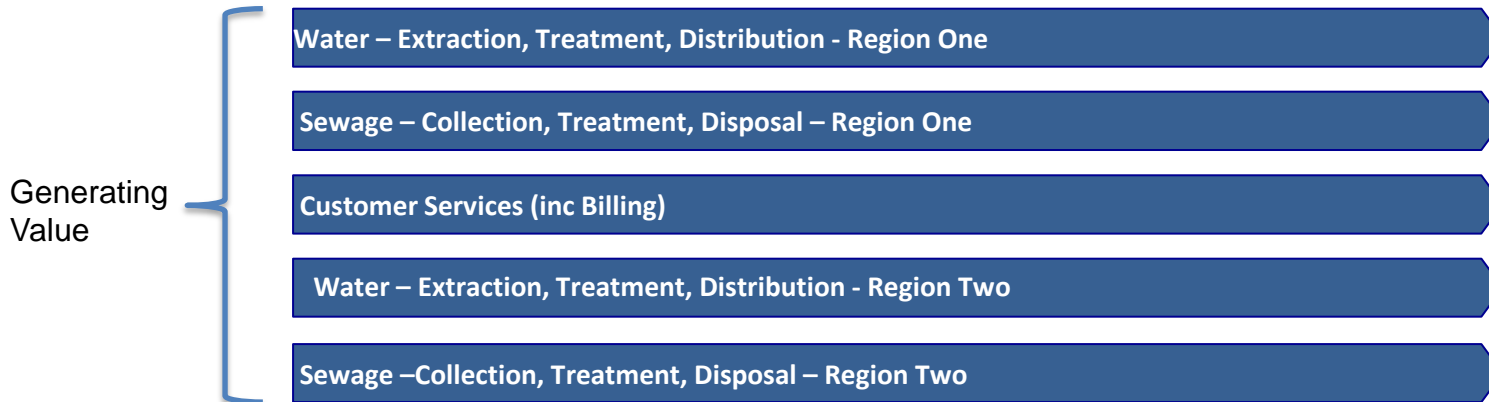 Water – Extraction, Treatment, Distribution - Region One
Sewage – Collection, Treatment, Disposal – Region One
Generating
Value
Customer Services (inc Billing)
Water – Extraction, Treatment, Distribution - Region Two
Sewage –Collection, Treatment, Disposal – Region Two